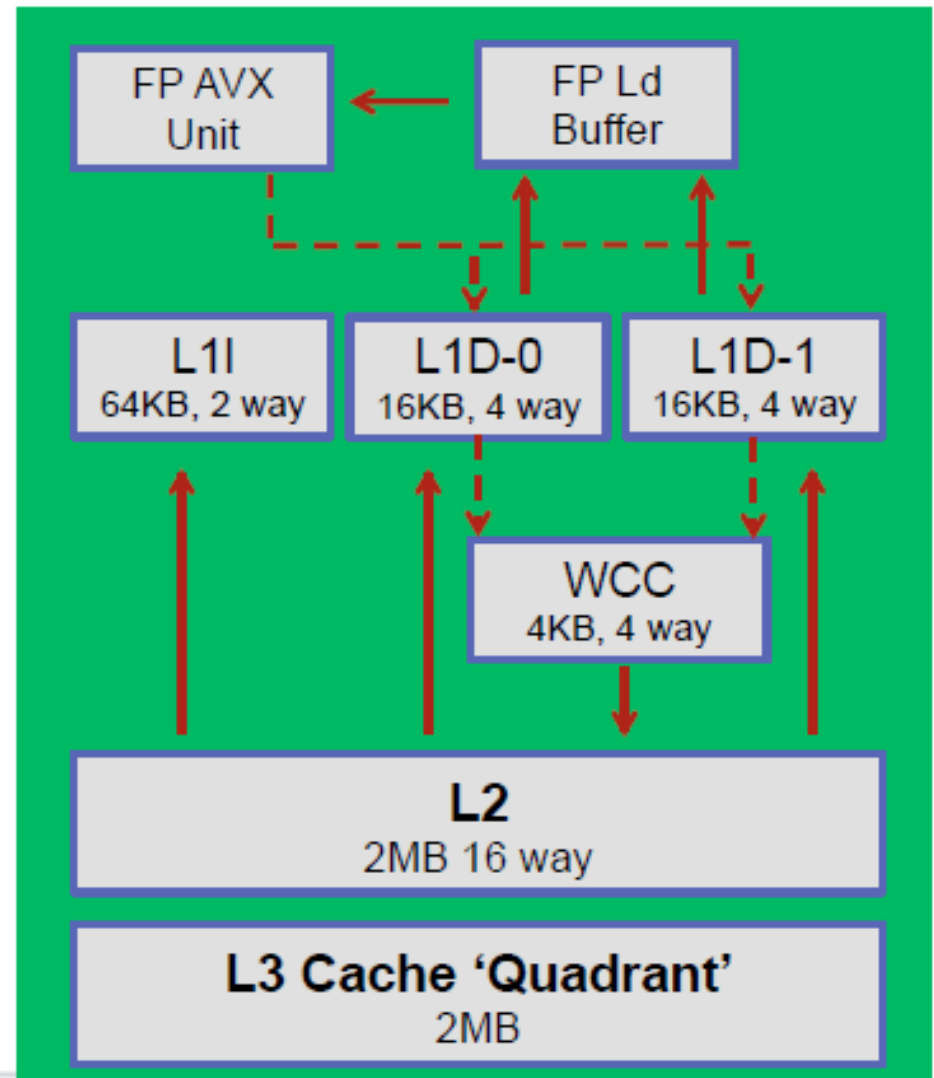 FP AVX
Unit
FP Ld
Buffer
L1I
64KB, 2 way
L1D-0
16KB, 4 way
L1D-1
16KB, 4 way
WCC
4KB, 4 way
L2
2MB 16 way
L3 Cache ‘Quadrant’
2MB